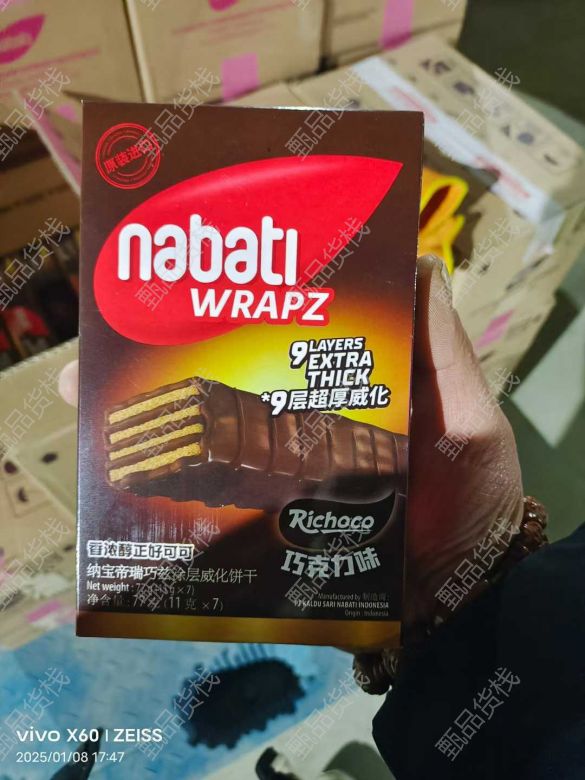 原装进口
nabati
WRAPZ
9 LAYERS
EXTRA
THICK
*9层超厚威化
Richoco
巧克力味
香浓醇正好可可
纳宝帝瑞巧兹涂层威化饼干
Net weight : 77g (11g x 7)
净含量 : 77克 (11克 x7)
Manufactured by 制造商:
PT KALDU SARI NABATI INDONESIA
Origin : Indonesia
vivo X60 | ZEISS
2025/01/08 17:47
甄品货栈